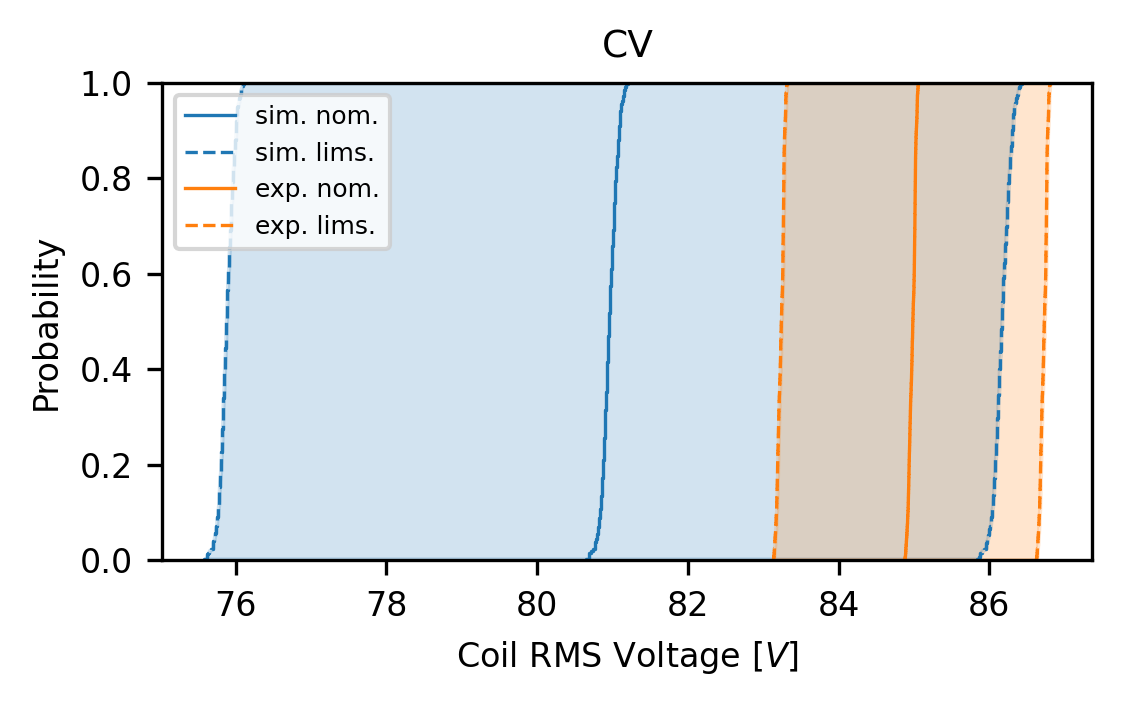 CV
1.0
0.8
0.6
0.4
0.2
0.0
Probability
sim. nom.
sim. lims.
exp. nom.
exp. lims.
76 78 80 82 84 86
Coil RMS Voltage [V]